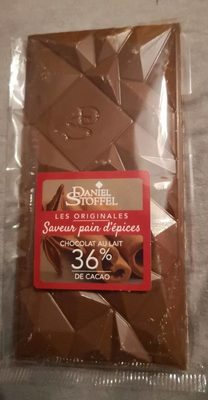 DANIEL
STOFFEL
LES ORIGINALES
Saveur pain d'épices
CHOCOLAT AU LAIT
36%
DE CACAO